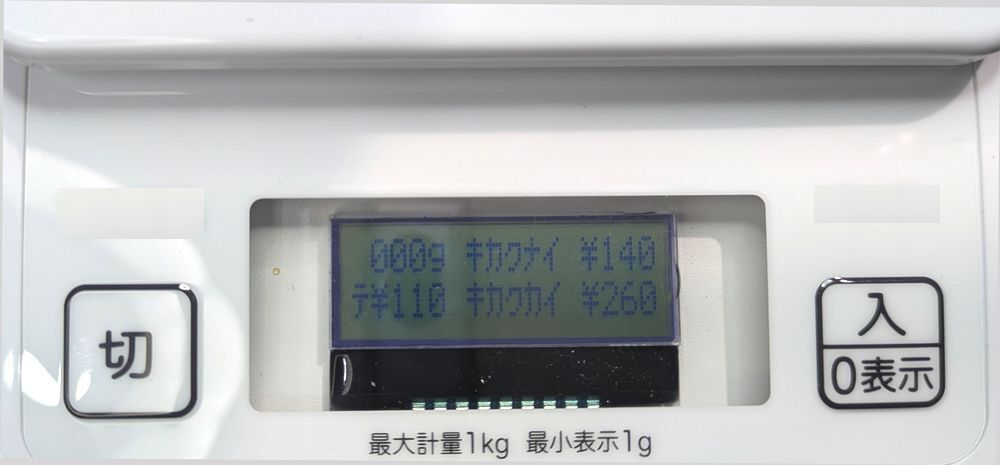 000g キカクナイ ¥140
テ¥110 キカクカイ ¥260
切
入
0表示
最大計量1kg 最小表示1g